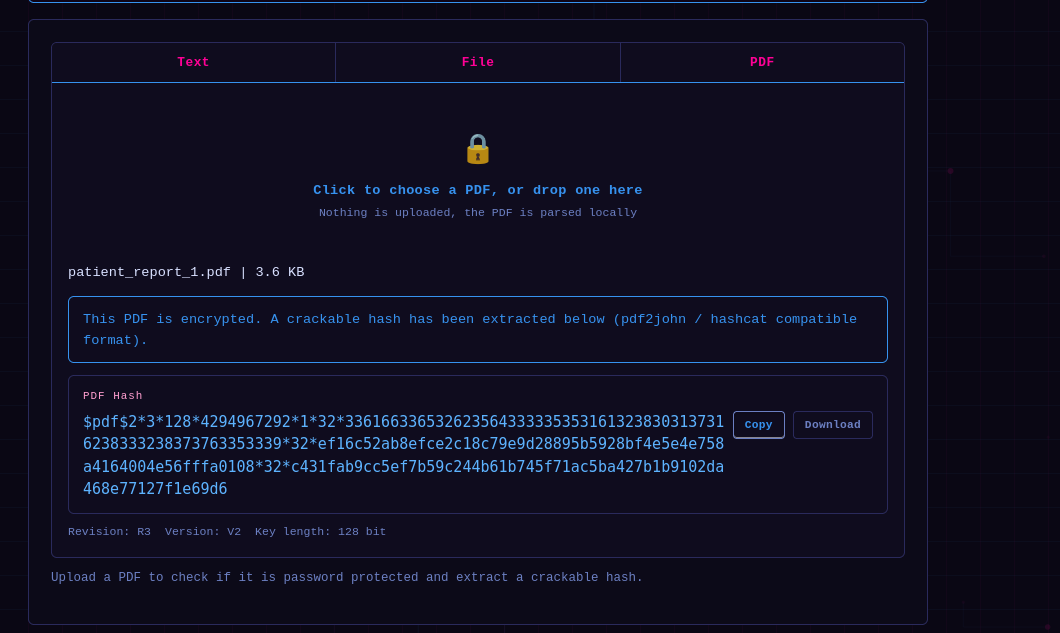 Text
File
PDF
Click to choose a PDF, or drop one here
Nothing is uploaded, the PDF is parsed locally
patient_report_1.pdf | 3.6 KB
This PDF is encrypted. A crackable hash has been extracted below (pdf2john / hashcat compatible
format).
PDF Hash
$pdf$2*3*128*4294967292*1*32*336166336532623564333335353161323830313731
6238333238373763353339*32*ef16c52ab8efce2c18c79e9d28895b5928bf4e5e4e758
a4164004e56fffa0108*32*c431fab9cc5ef7b59c244b61b745f71ac5ba427b1b9102da
468e77127f1e69d6
Copy
Download
Revision: R3 Version: V2 Key length: 128 bit
Upload a PDF to check if it is password protected and extract a crackable hash.